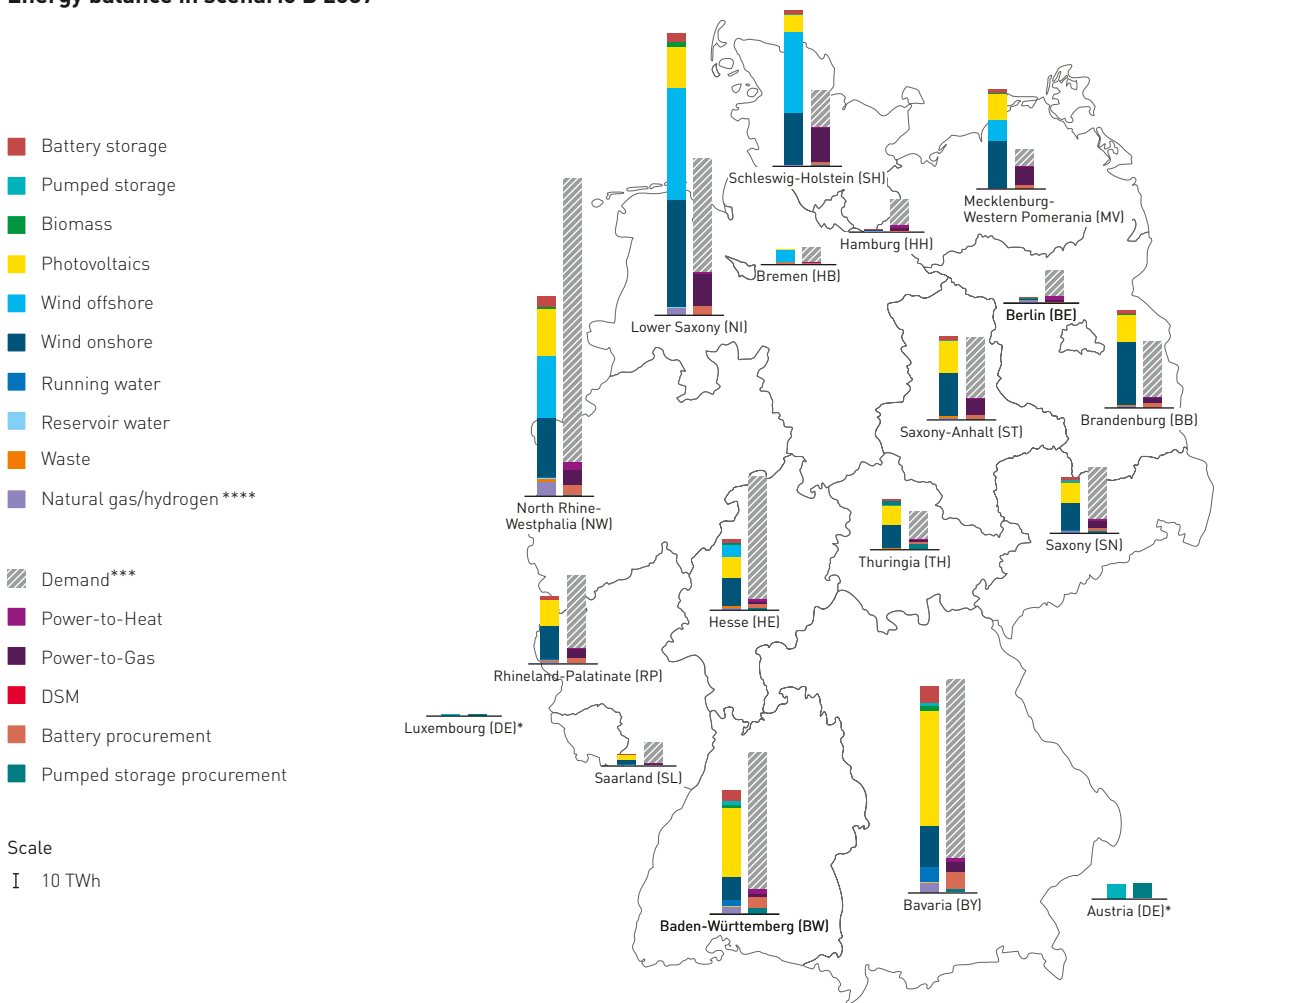 Energy balance in scenario B 2037
Battery storage
Pumped storage
Biomass
Photovoltaics
Wind offshore
Wind onshore
Running water
Reservoir water
Waste
Natural gas/hydrogen ****
Demand***
Power-to-Heat
Power-to-Gas
DSM
Battery procurement
Pumped storage procurement
Scale
10 TWh
Schleswig-Holstein (SH)
Mecklenburg-
Western Pomerania (MV)
Hamburg (HH)
Bremen (HB)
Lower Saxony (NI)
Berlin (BE)
Brandenburg (BB)
Saxony-Anhalt (ST)
North Rhine-
Westphalia (NW)
Saxony (SN)
Thuringia (TH)
Hesse (HE)
Rhineland-Palatinate (RP)
Luxembourg (DE)*
Saarland (SL)
Bavaria (BY)
Austria (DE)*
Baden-Württemberg (BW)